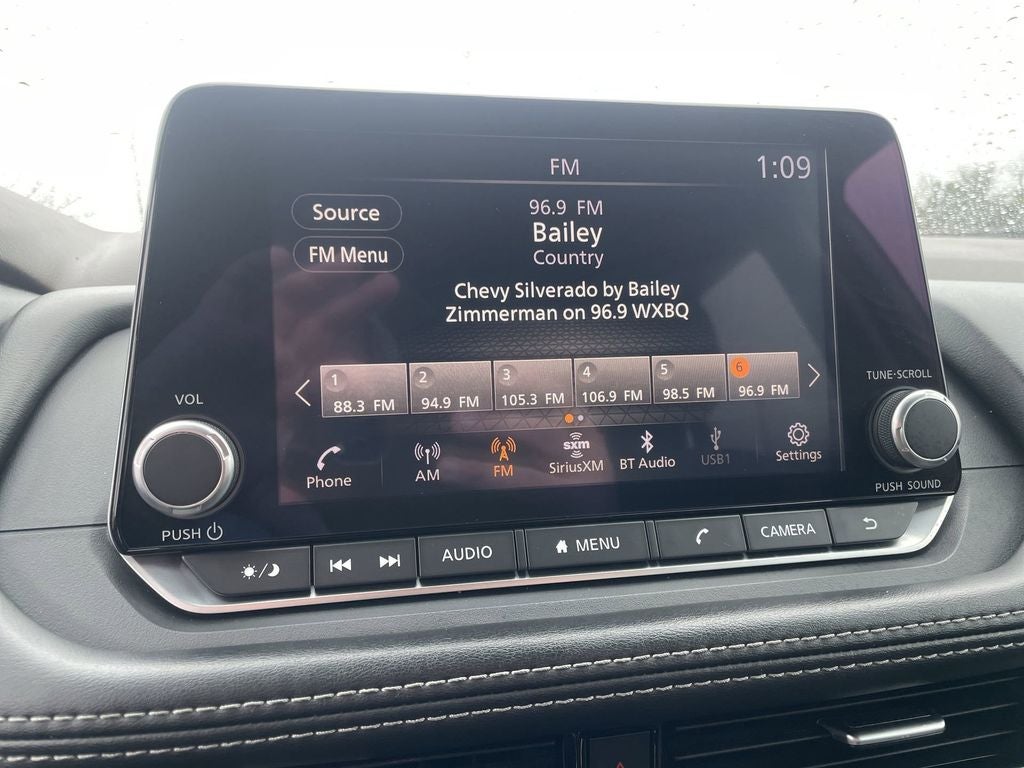 FM
1:09
Source
FM Menu
96.9 FM
Bailey
Country
Chevy Silverado by Bailey
Zimmerman on 96.9 WXBQ
1
88.3 FM
2
94.9 FM
3
105.3 FM
4
106.9 FM
5
98.5 FM
6
96.9 FM
Phone
AM
FM
sxm
SiriusXM
BT Audio
USB1
Settings
VOL
PUSH
TUNE·SCROLL
PUSH SOUND
AUDIO
MENU
CAMERA